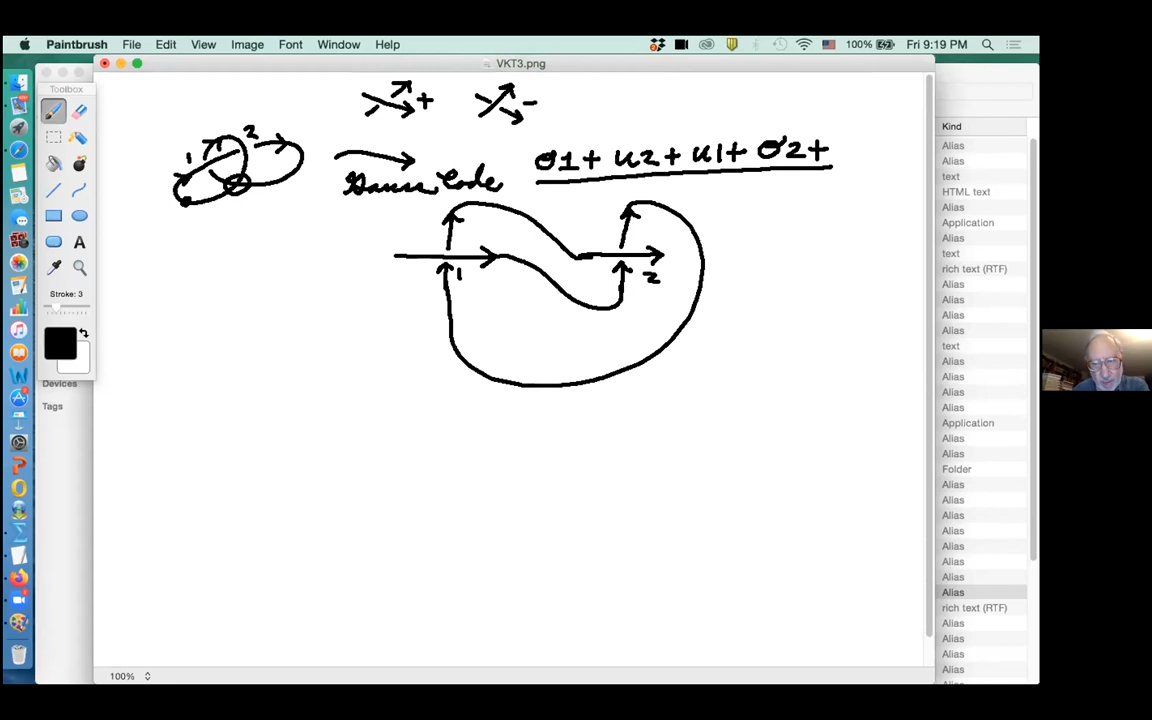 Paintbrush File Edit View Image Font Window Help 100% Fri 9:19 PM
VKT3.png
Toolbox
Stroke: 3
Devices
Tags
+ -
1 2
Gauss Code
O1+ U2+ U1+ O2+
1 2
100%
Kind
Alias
Alias
text
HTML text
Alias
Alias
Alias
Alias
text
rich text (RTF)
Alias
Alias
Alias
Alias
text
Alias
Alias
Alias
Alias
Application
Alias
Alias
Folder
Alias
Alias
Alias
Alias
Alias
Alias
Alias
Alias
rich text (RTF)
Alias
Alias
Alias
Alias